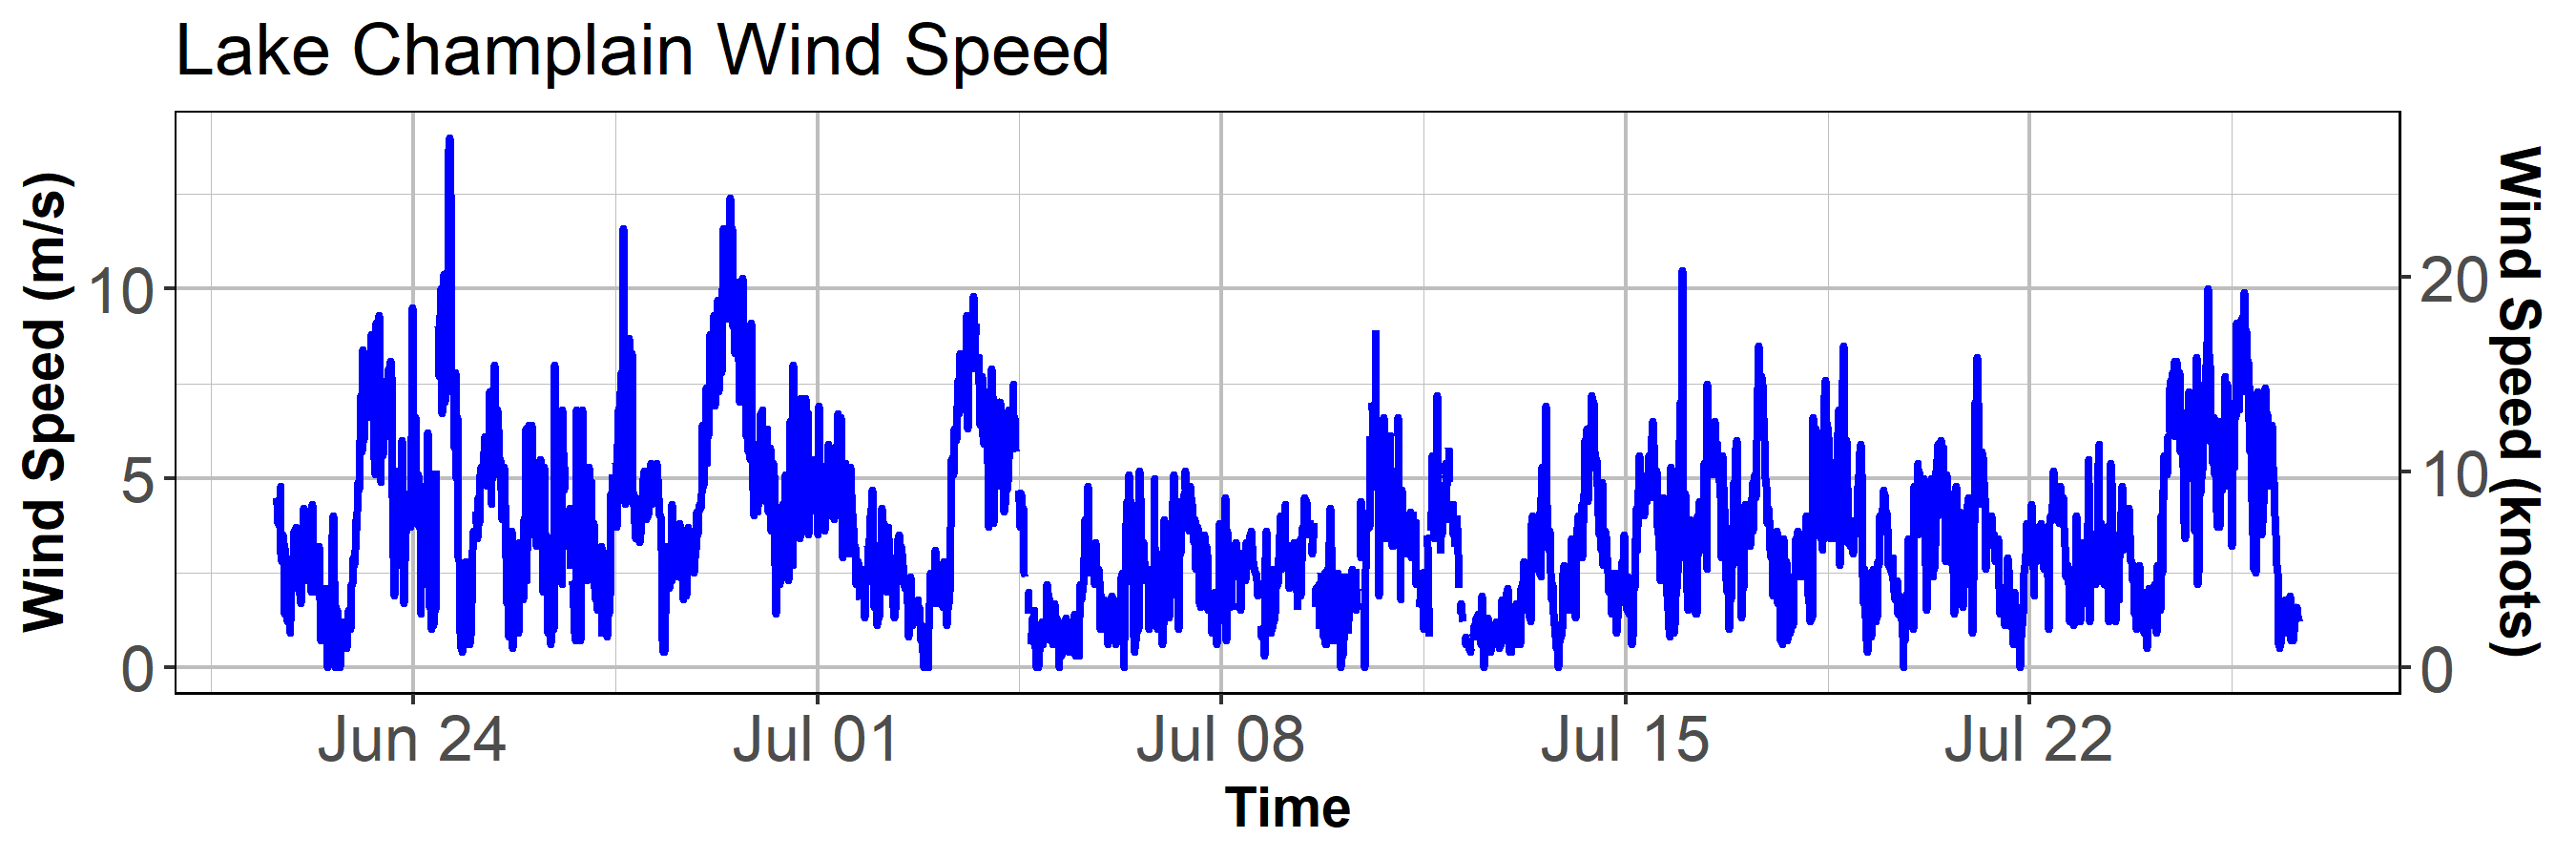 Lake Champlain Wind Speed
Wind Speed (m/s)
10
5
0
20
10
0
Wind Speed (knots)
Jun 24
Jul 01
Jul 08
Jul 15
Jul 22
Time